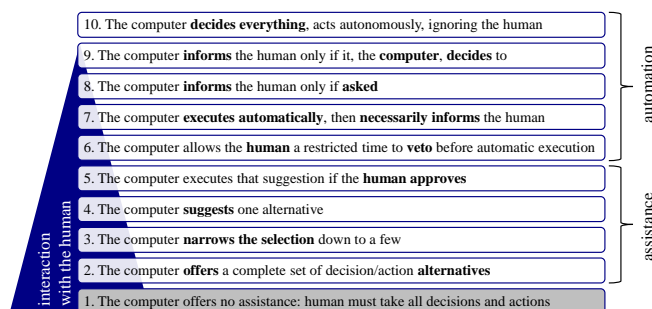 10. The computer decides everything, acts autonomously, ignoring the human
9. The computer informs the human only if it, the computer, decides to
8. The computer informs the human only if asked
7. The computer executes automatically, then necessarily informs the human
6. The computer allows the human a restricted time to veto before automatic execution
5. The computer executes that suggestion if the human approves
4. The computer suggests one alternative
3. The computer narrows the selection down to a few
2. The computer offers a complete set of decision/action alternatives
1. The computer offers no assistance: human must take all decisions and actions
interaction
with the human
automation
assistance